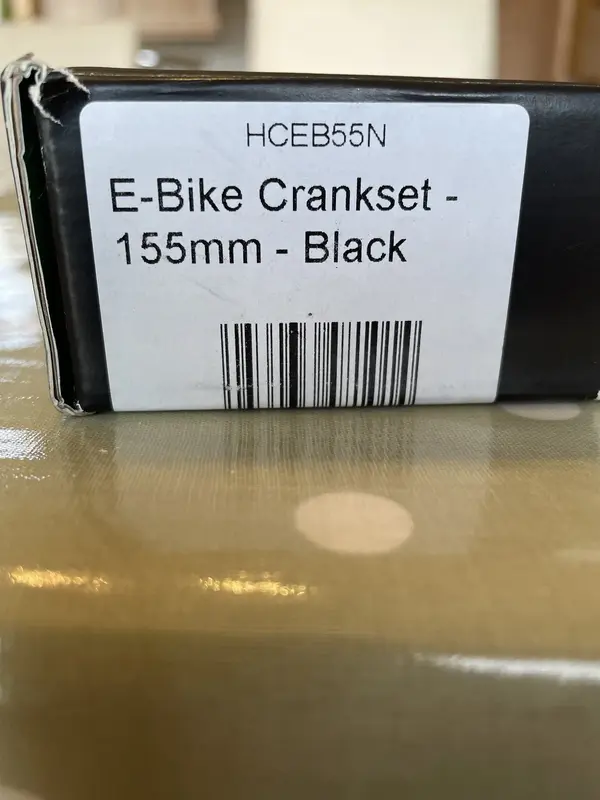 HCEB55N
E-Bike Crankset -
155mm - Black